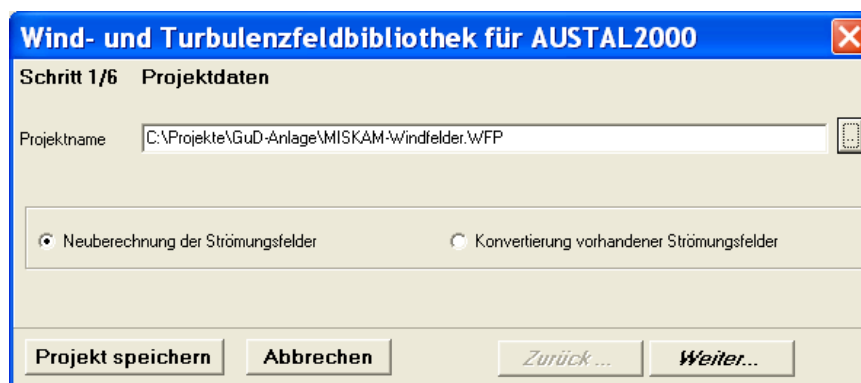 Wind- und Turbulenzfeldbibliothek für AUSTAL2000
Schritt 1/6 Projektdaten
Projektname C:\Projekte\GuD-Anlage\MISKAM-Windfelder.WFP ..
Neuberechnung der Strömungsfelder Konvertierung vorhandener Strömungsfelder
Projekt speichern Abbrechen Zurück ... Weiter...